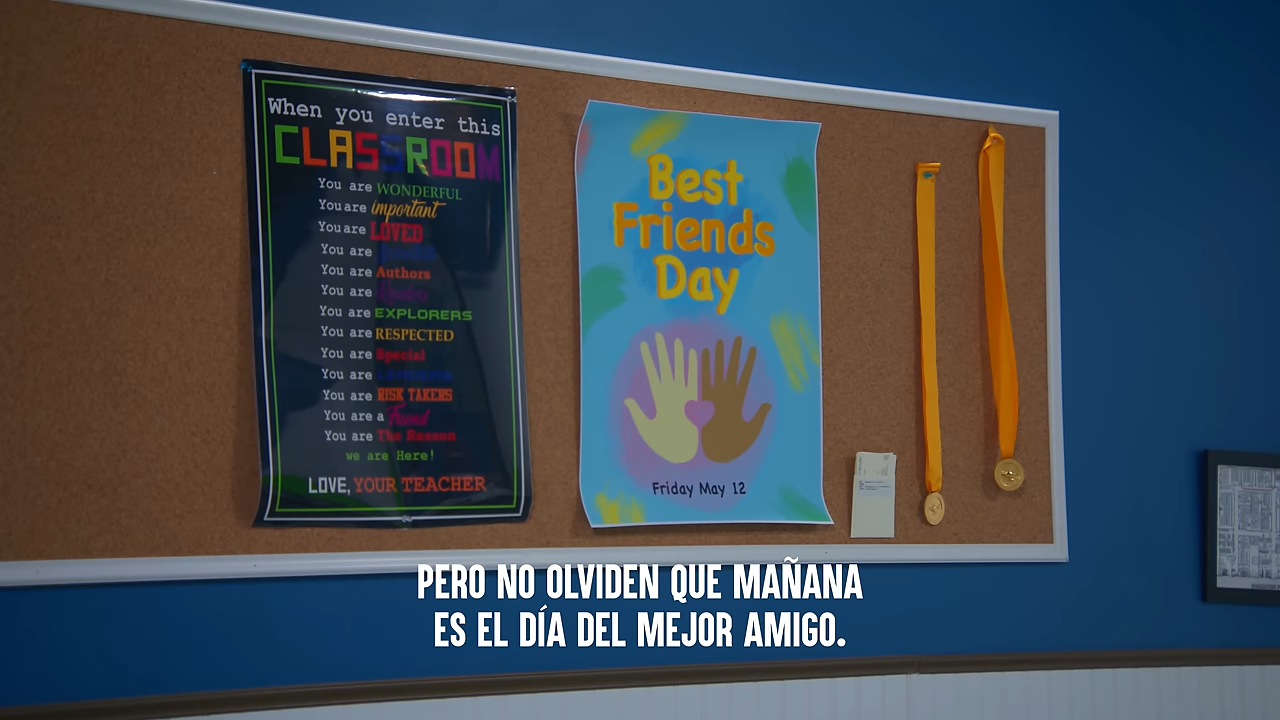 When you enter this
CLASSROOM
You are WONDERFUL
You are important
You are LOVED
You are
You are Authors
You are
You are EXPLORERS
You are RESPECTED
You are Special
You are
You are RISK TAKERS
You are a Friend
You are The Reason
we are Here!
LOVE, YOUR TEACHER
Best
Friends
Day
Friday May 12
PERO NO OLVIDEN QUE MAÑANA
ES EL DÍA DEL MEJOR AMIGO.